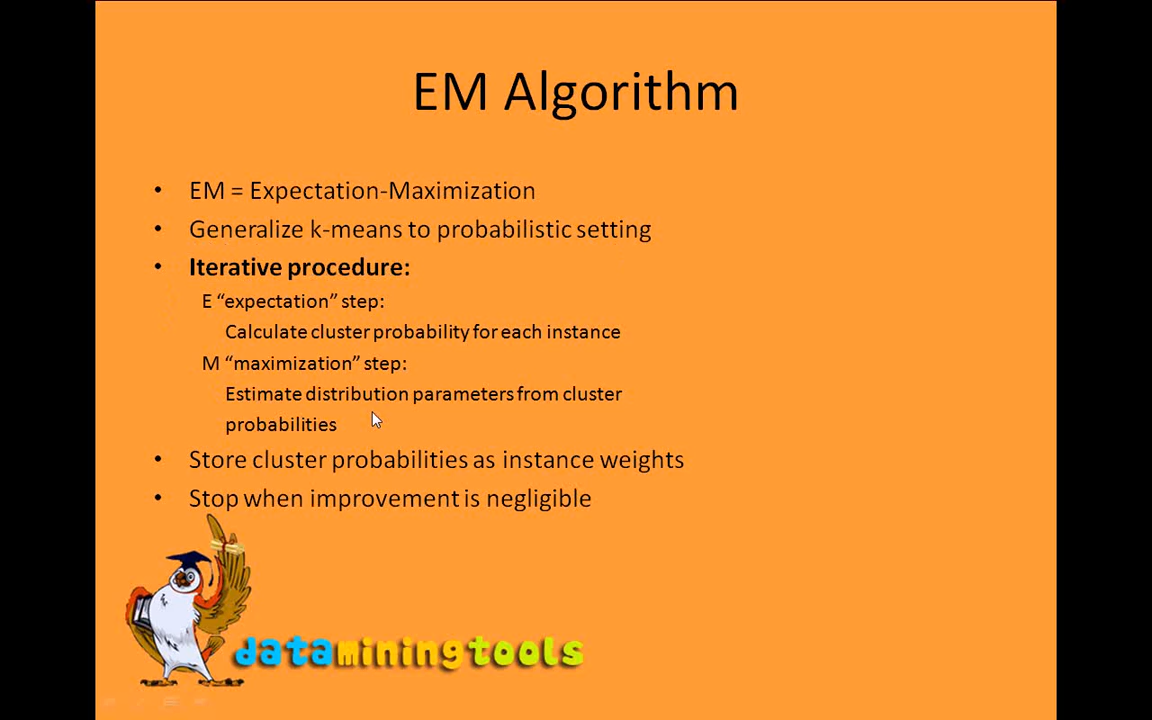 EM Algorithm
• EM = Expectation-Maximization
• Generalize k-means to probabilistic setting
• Iterative procedure:
E “expectation” step:
Calculate cluster probability for each instance
M “maximization” step:
Estimate distribution parameters from cluster
probabilities
• Store cluster probabilities as instance weights
• Stop when improvement is negligible
dataminingtools